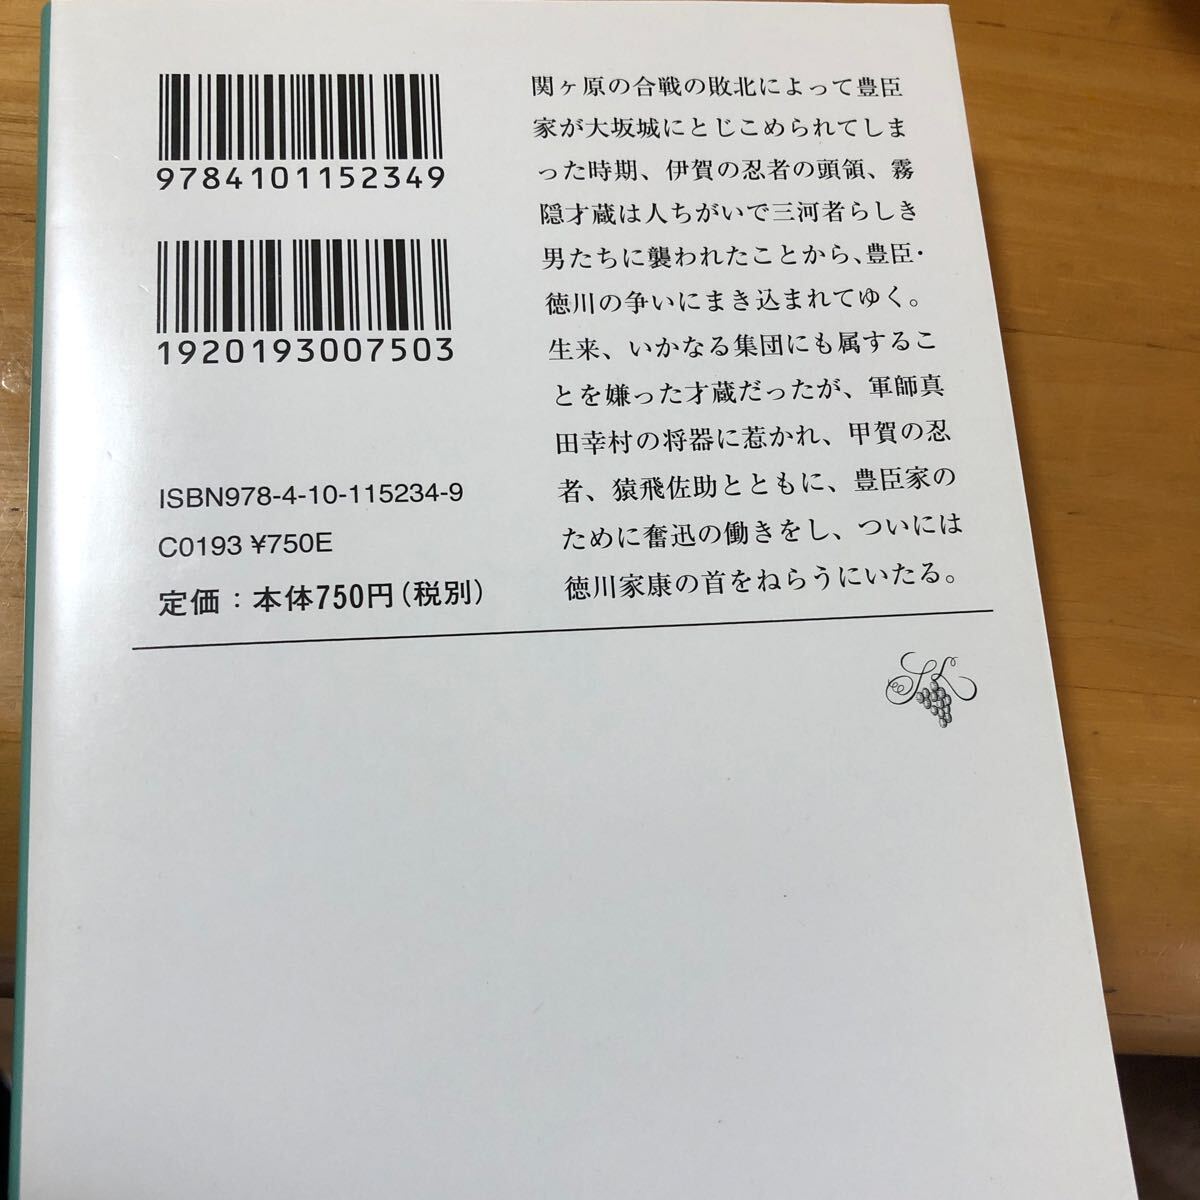 9784101152349
1920193007503
ISBN978-4-10-115234-9
C0193 ¥750E
定価：本体750円（税別）
関ヶ原の合戦の敗北によって豊臣
家が大坂城にとじこめられてしま
った時期、伊賀の忍者の頭領、霧
隠才蔵は人ちがいで三河者らしき
男たちに襲われたことから、豊臣・
徳川の争いにまき込まれてゆく。
生来、いかなる集団にも属するこ
とを嫌った才蔵だったが、軍師真
田幸村の将器に惹かれ、甲賀の忍
者、猿飛佐助とともに、豊臣家の
ために奮迅の働きをし、ついには
徳川家康の首をねらうにいたる。